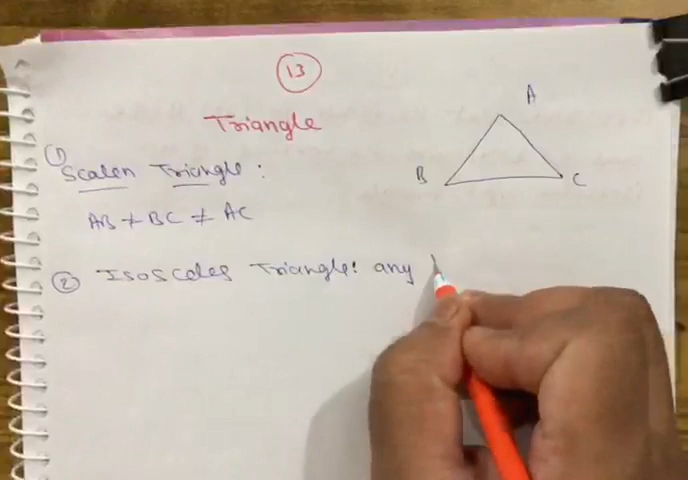 13
Triangle
A
B
C
① Scalen Triangle :
AB ≠ BC ≠ AC
② Isosceles Triangle: any